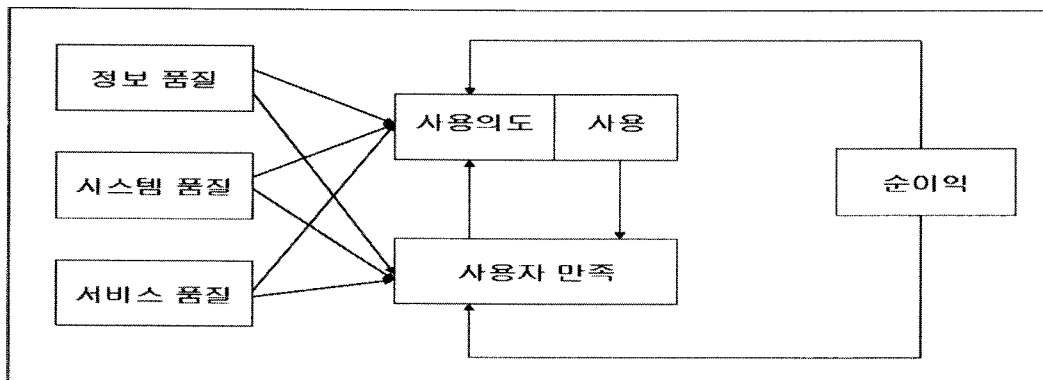 정보 품질
사용의도
사용
시스템 품질
순이익
서비스 품질
사용자 만족